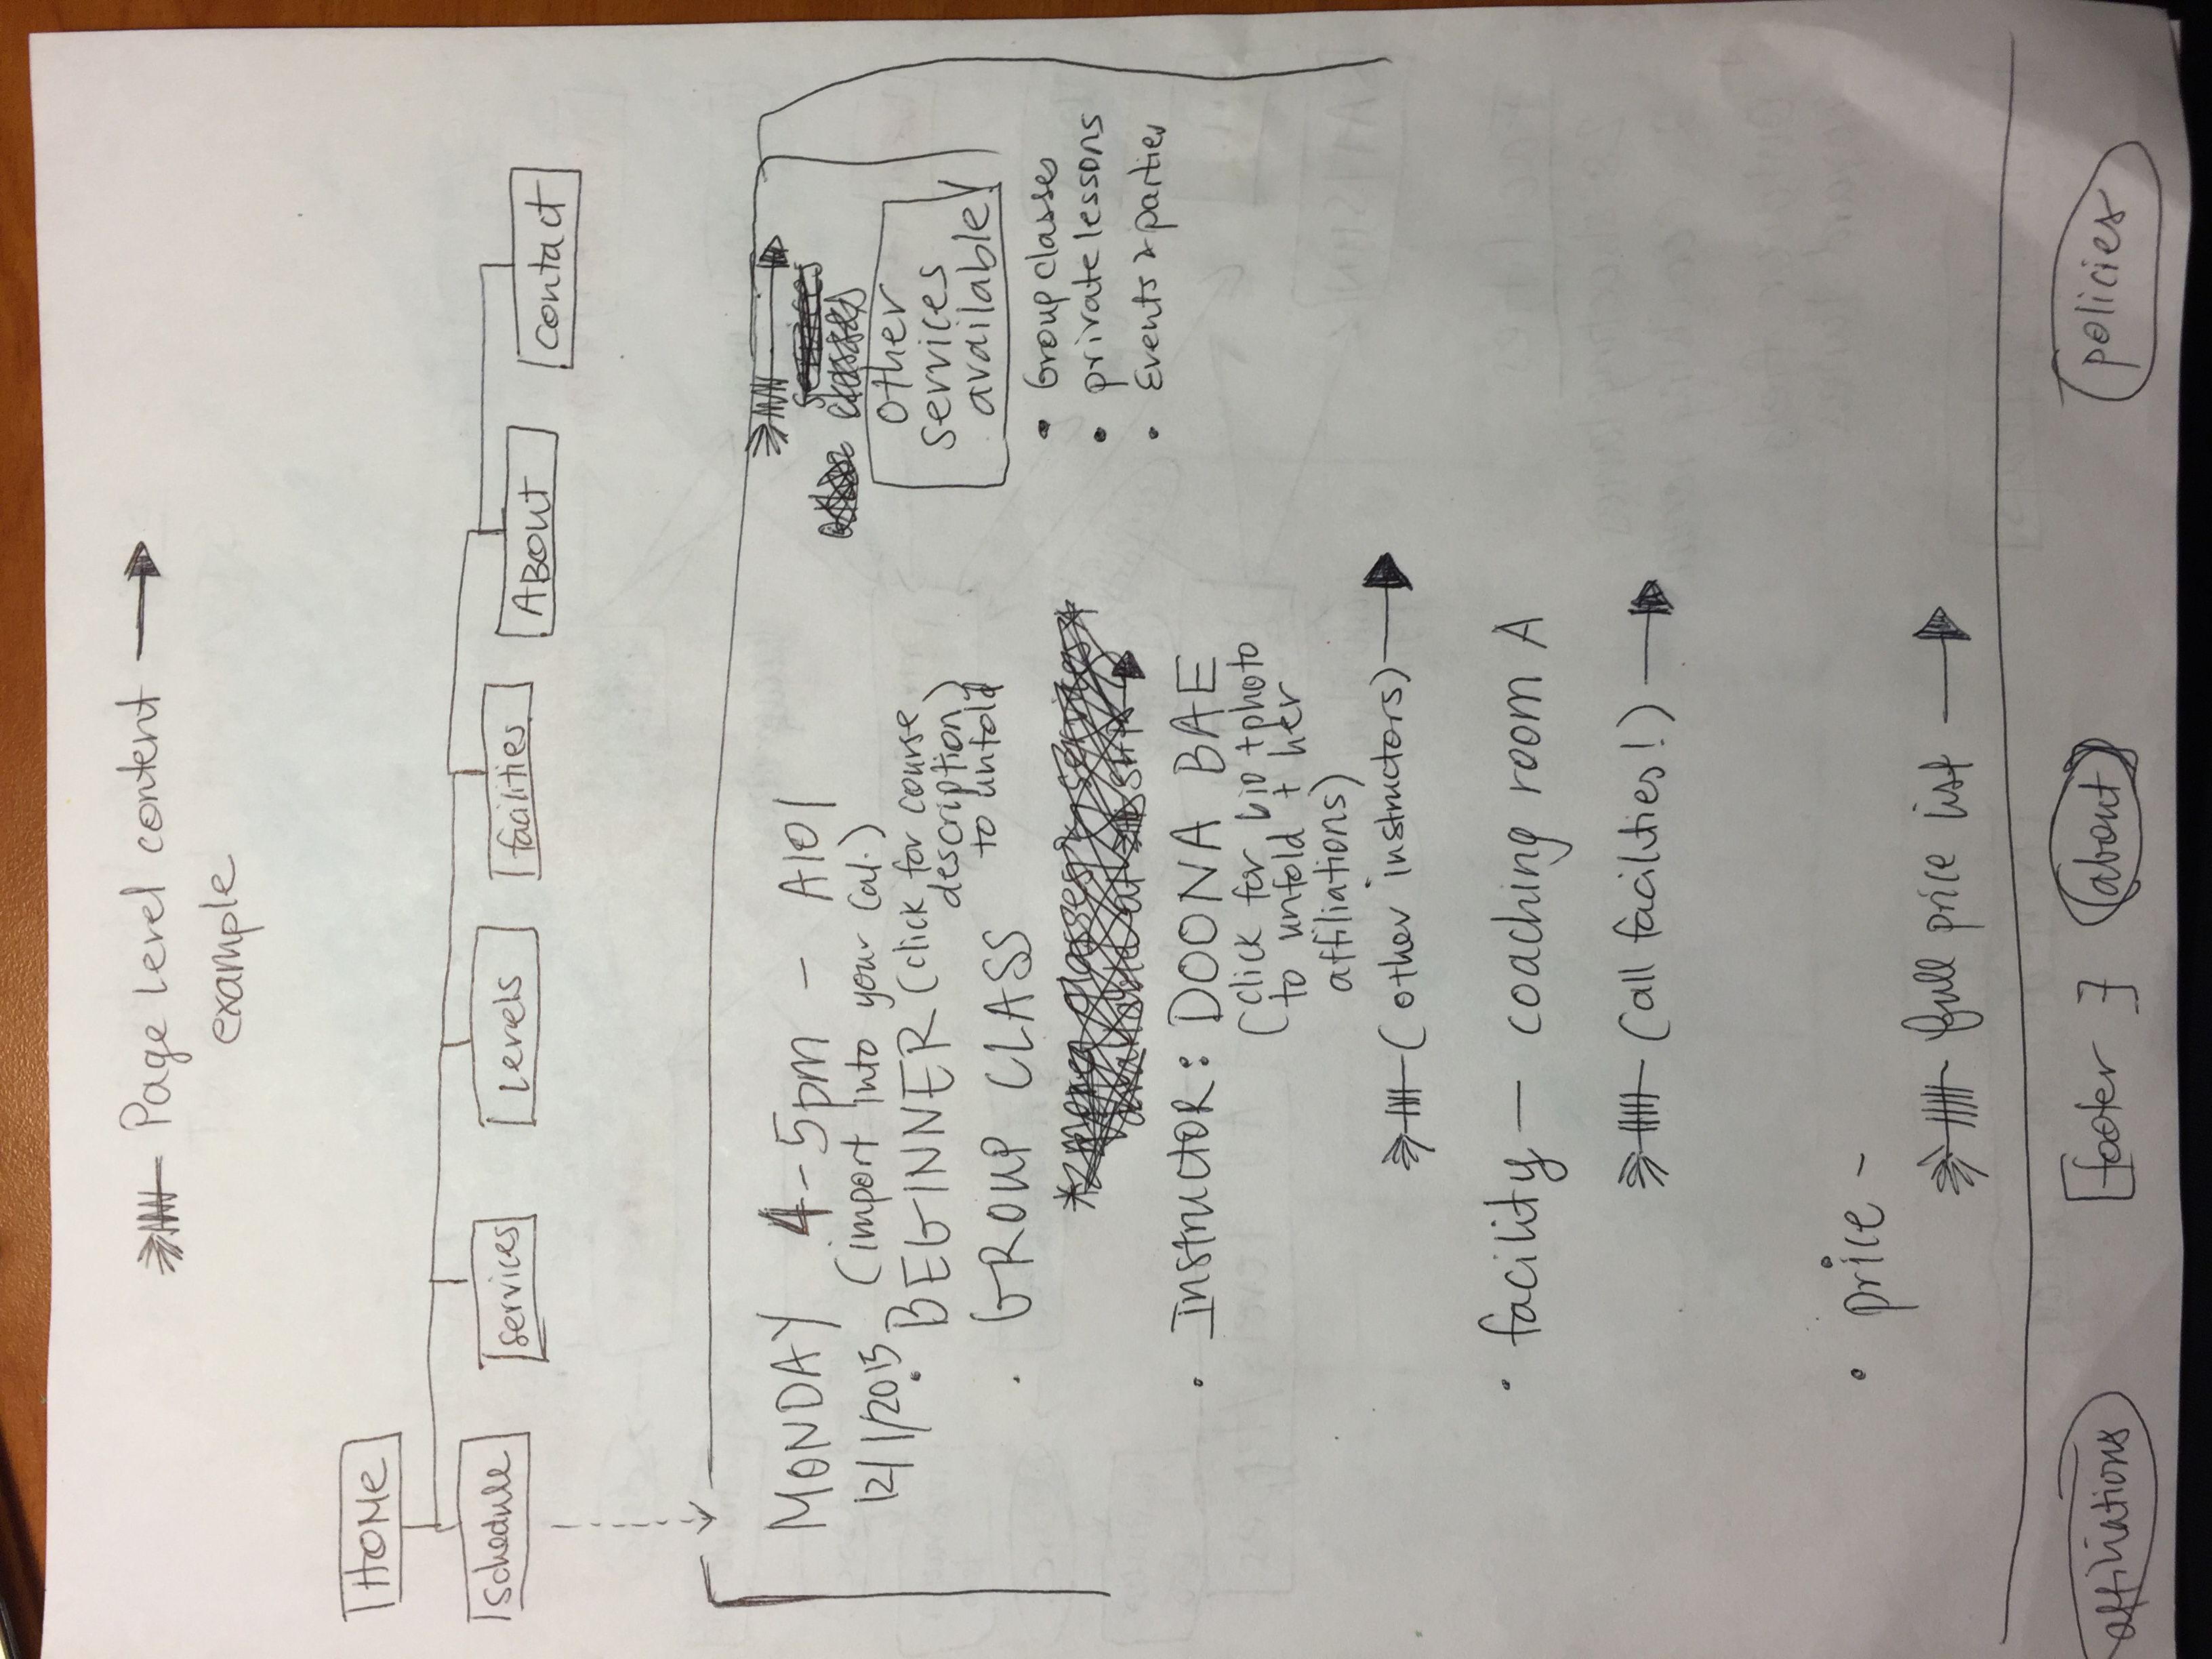 Page Level content
example
HOME
Schedule
services
Levels
facilities
ABOUT
contact
MONDAY 4-5pm - A101
(import into your Cal.)
12/1/2015
• BEGINNER (click for course
description)
to unfold
• GROUP CLASS
• Instructor: DOONA BAE
(click for bio + photo
to unfold + her
affiliations)
(other instructors)
• facility — coaching room A
(all facilities!)
• price -
full price list
services
classes
other
services
available!
• Group classes
• private lessons
• Events & parties
affiliations
[footer]
about
policies